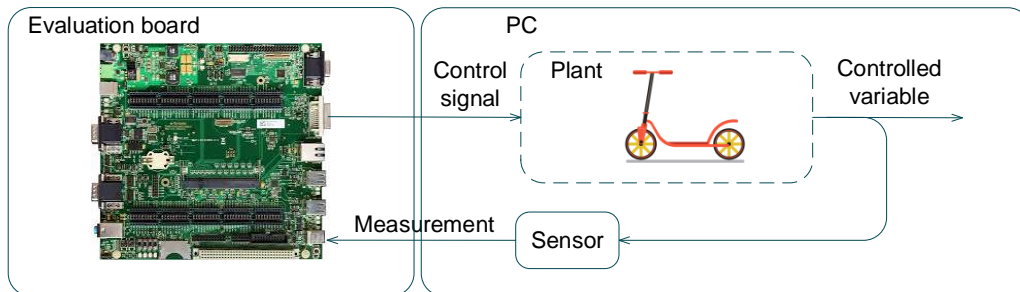 Evaluation board
PC
Control
signal
Plant
Controlled
variable
Measurement
Sensor